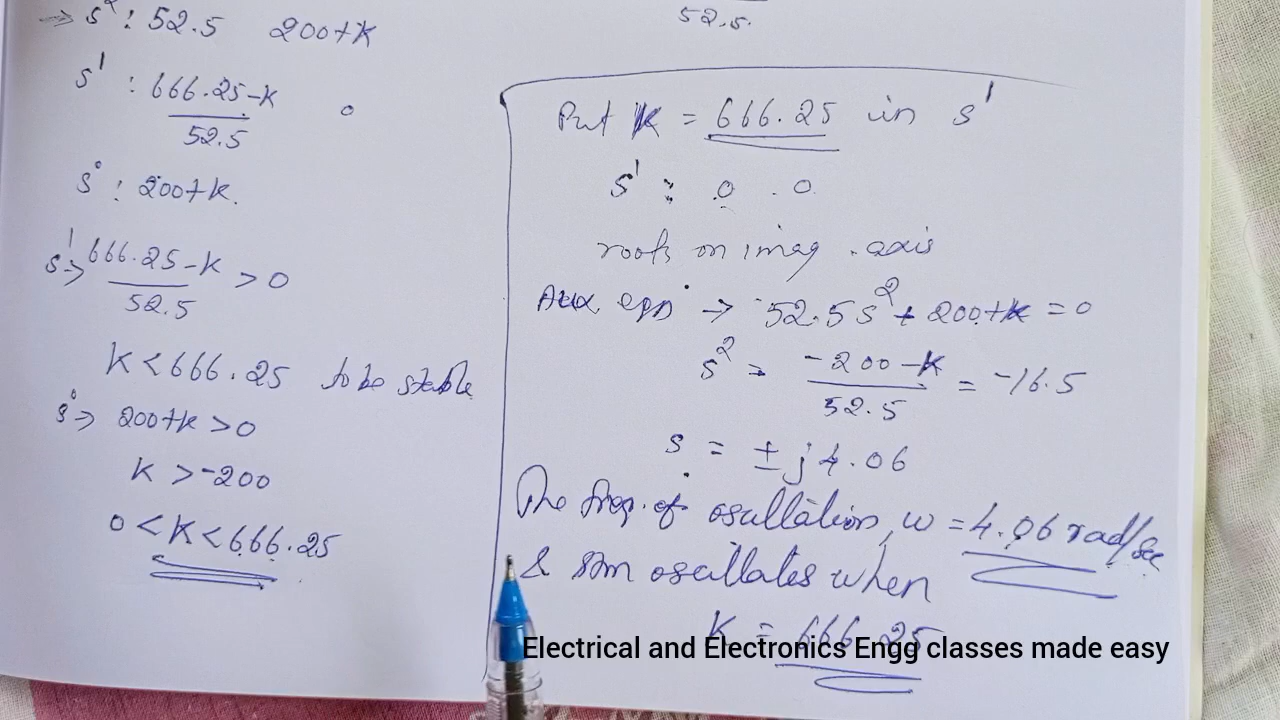 ⇒ s² : 52.5 200+K
s¹ : 666.25-K 0
52.5
s⁰ : 200+K.
s¹⇒ 666.25-K > 0
52.5
K < 666.25 to be stable
s⁰⇒ 200+K > 0
K > -200
0 < K < 666.25
52.5.
Put K = 666.25 in s¹
s¹ : 0 . 0.
roots on imag. axis
Aux. eqn → 52.5s² + 200+K = 0
s² = -200-K = -16.5
52.5
s = ± j 4.06
The freq. of oscillation, ω = 4.06 rad/sec
& s/m oscillates when
K = 666.25
Electrical and Electronics Engg classes made easy